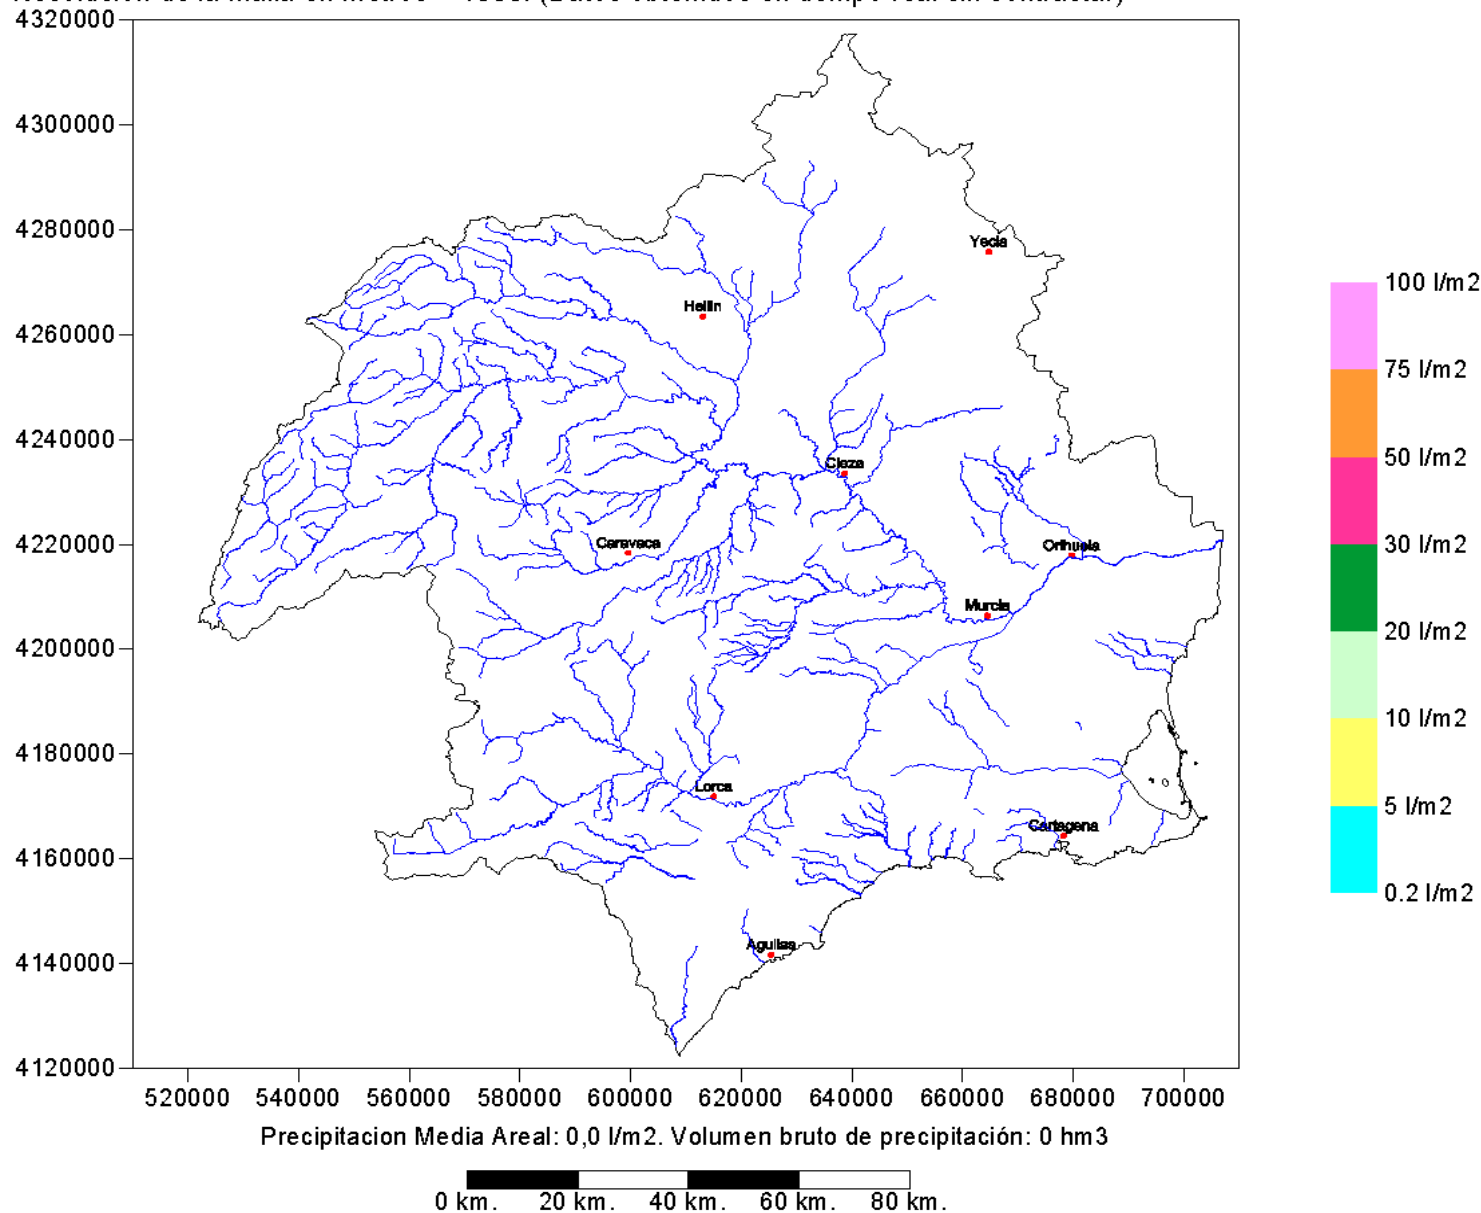 4320000
4300000
4280000
4260000
4240000
4220000
4200000
4180000
4160000
4140000
4120000
520000 540000 560000 580000 600000 620000 640000 660000 680000 700000
Yecla
Hellin
Cieza
Caravaca
Orihuela
Murcia
Lorca
Cartagena
Aguilas
100 l/m2
75 l/m2
50 l/m2
30 l/m2
20 l/m2
10 l/m2
5 l/m2
0.2 l/m2
Precipitacion Media Areal: 0,0 l/m2. Volumen bruto de precipitación: 0 hm3
0 km. 20 km. 40 km. 60 km. 80 km.